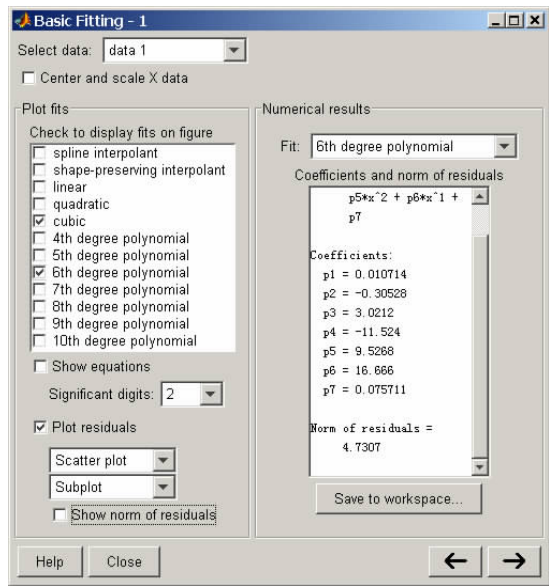 Basic Fitting - 1
Select data: data 1
Center and scale X data
Plot fits
Check to display fits on figure
spline interpolant
shape-preserving interpolant
linear
quadratic
cubic
4th degree polynomial
5th degree polynomial
6th degree polynomial
7th degree polynomial
8th degree polynomial
9th degree polynomial
10th degree polynomial
Show equations
Significant digits: 2
Plot residuals
Scatter plot
Subplot
Show norm of residuals
Numerical results
Fit: 6th degree polynomial
Coefficients and norm of residuals
p5*x^2 + p6*x^1 +
p7
Coefficients:
p1 = 0.010714
p2 = -0.30528
p3 = 3.0212
p4 = -11.524
p5 = 9.5268
p6 = 16.666
p7 = 0.075711
Norm of residuals =
4.7307
Save to workspace...
Help Close ← →